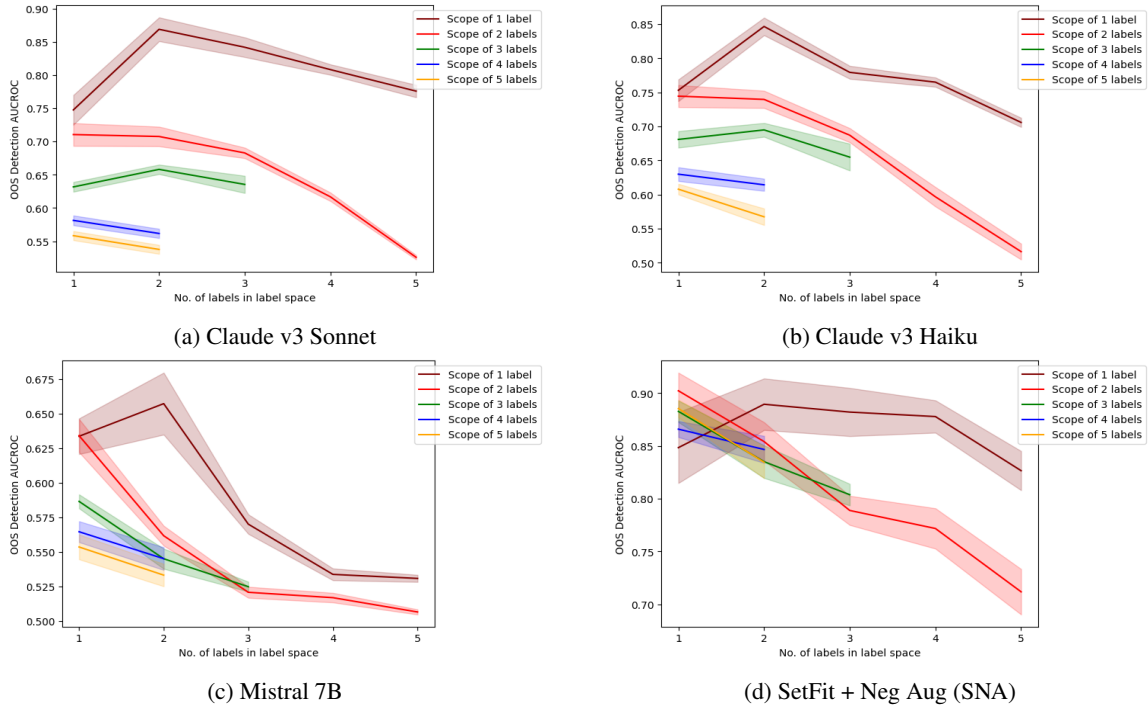 0.90
0.85
0.80
0.75
0.70
0.65
0.60
0.55
OOS Detection AUCROC
1 2 3 4 5
No. of labels in label space
Scope of 1 label
Scope of 2 labels
Scope of 3 labels
Scope of 4 labels
Scope of 5 labels
(a) Claude v3 Sonnet
0.85
0.80
0.75
0.70
0.65
0.60
0.55
0.50
OOS Detection AUCROC
1 2 3 4 5
No. of labels in label space
Scope of 1 label
Scope of 2 labels
Scope of 3 labels
Scope of 4 labels
Scope of 5 labels
(b) Claude v3 Haiku
0.675
0.650
0.625
0.600
0.575
0.550
0.525
0.500
OOS Detection AUCROC
1 2 3 4 5
No. of labels in label space
Scope of 1 label
Scope of 2 labels
Scope of 3 labels
Scope of 4 labels
Scope of 5 labels
(c) Mistral 7B
0.90
0.85
0.80
0.75
0.70
OOS Detection AUCROC
1 2 3 4 5
No. of labels in label space
Scope of 1 label
Scope of 2 labels
Scope of 3 labels
Scope of 4 labels
Scope of 5 labels
(d) SetFit + Neg Aug (SNA)